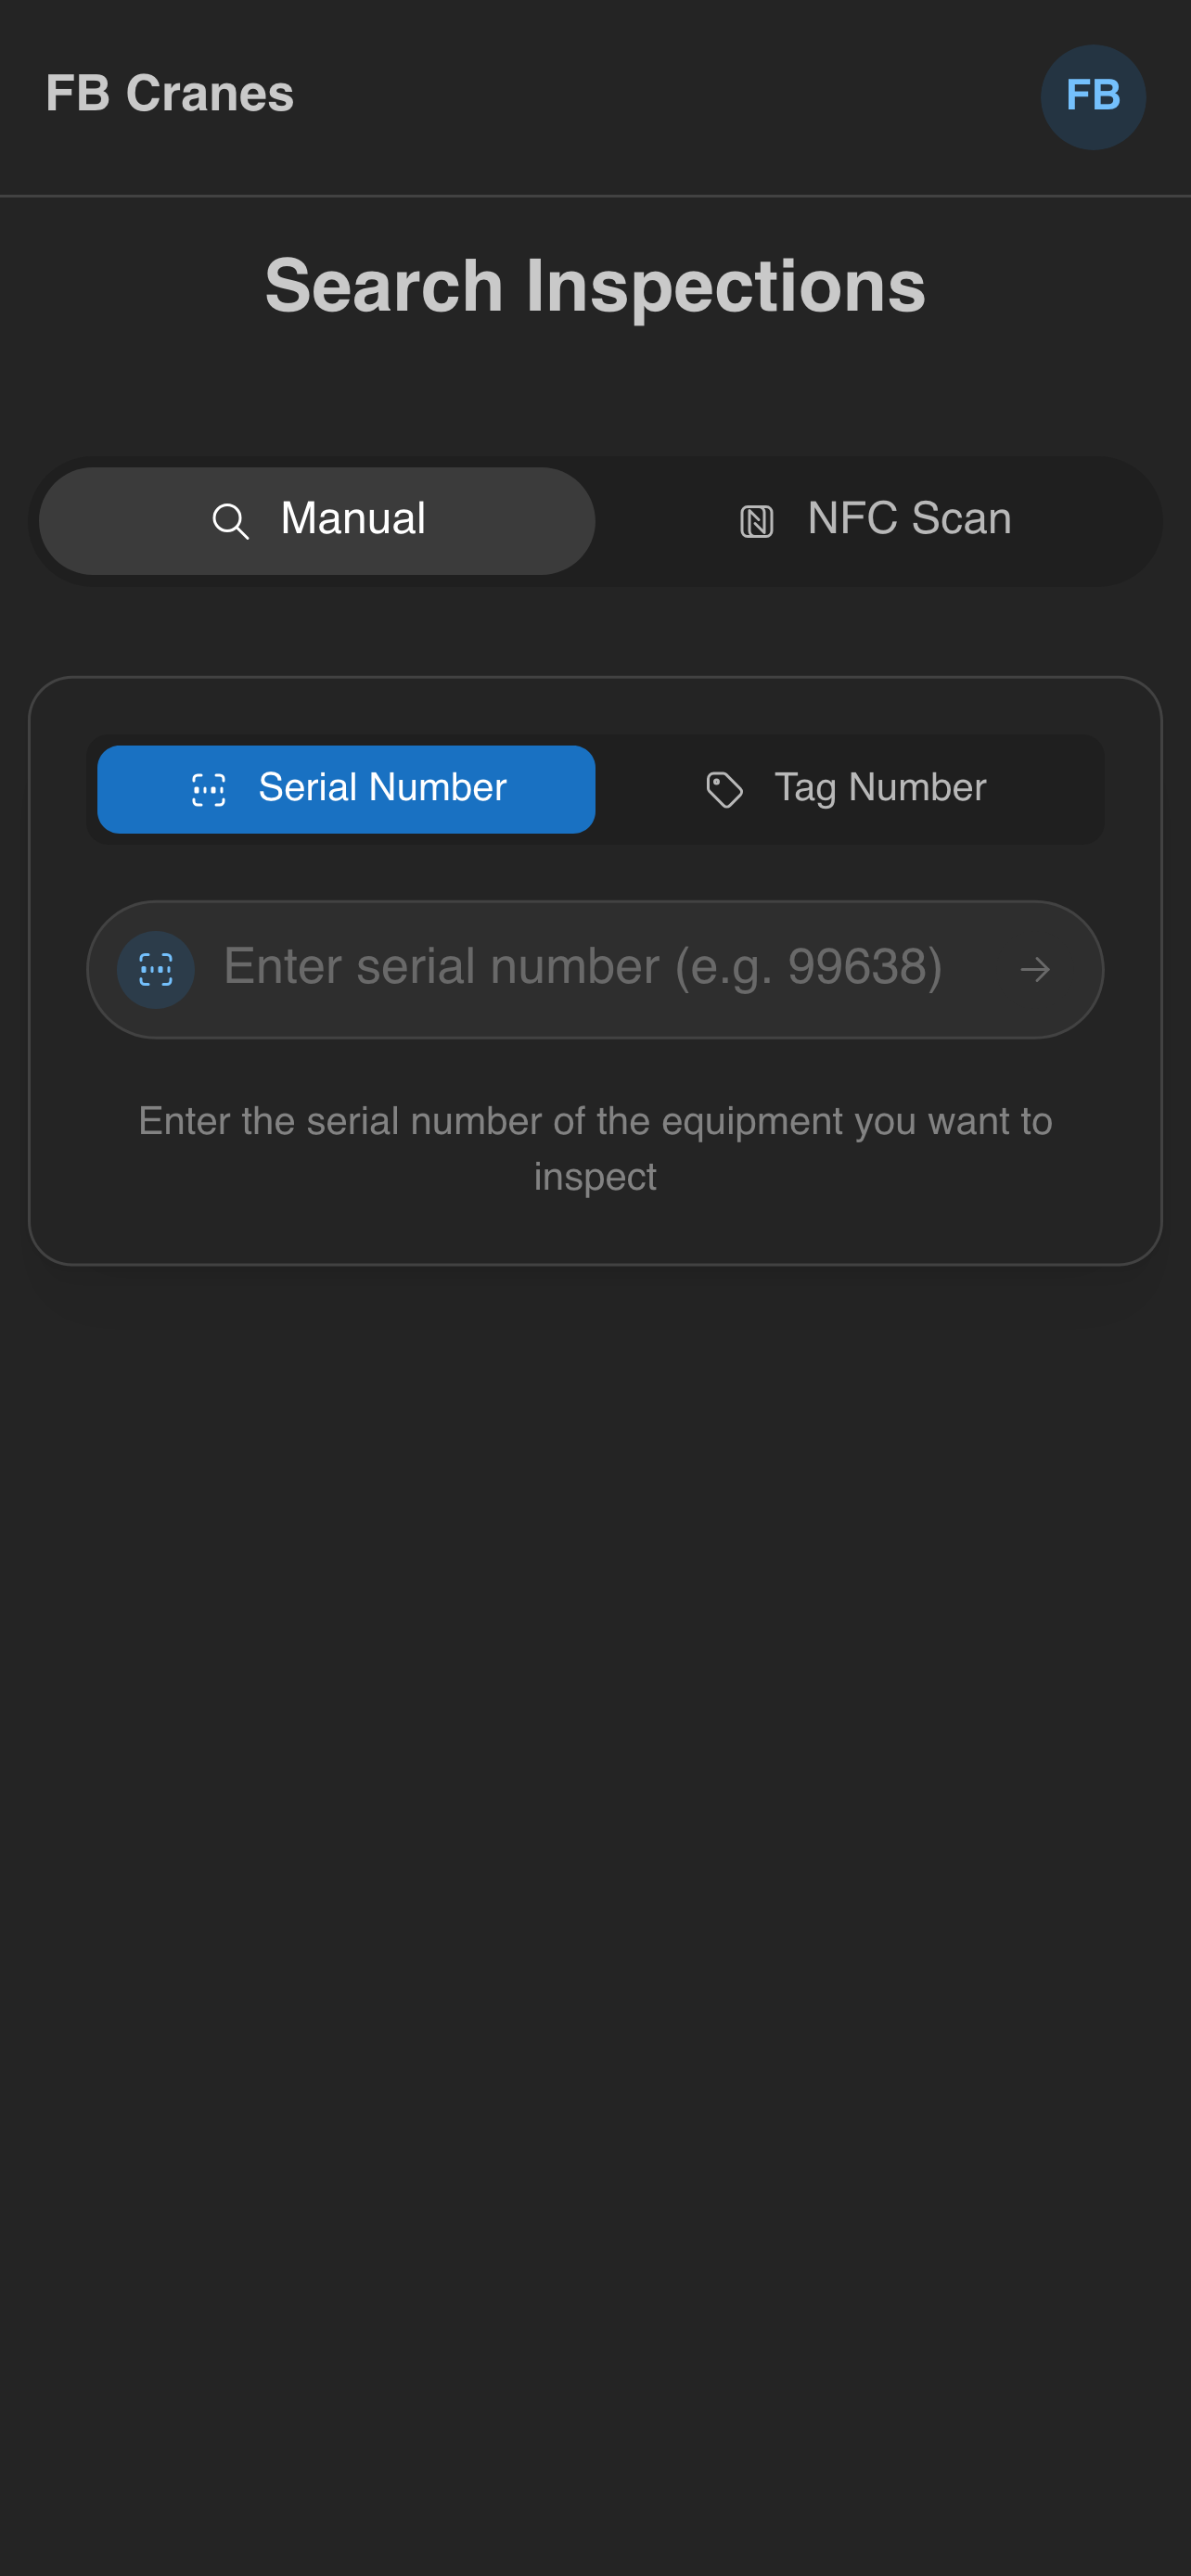 FB Cranes
FB
Search Inspections
Manual
NFC Scan
Serial Number
Tag Number
Enter serial number (e.g. 99638)
Enter the serial number of the equipment you want to
inspect